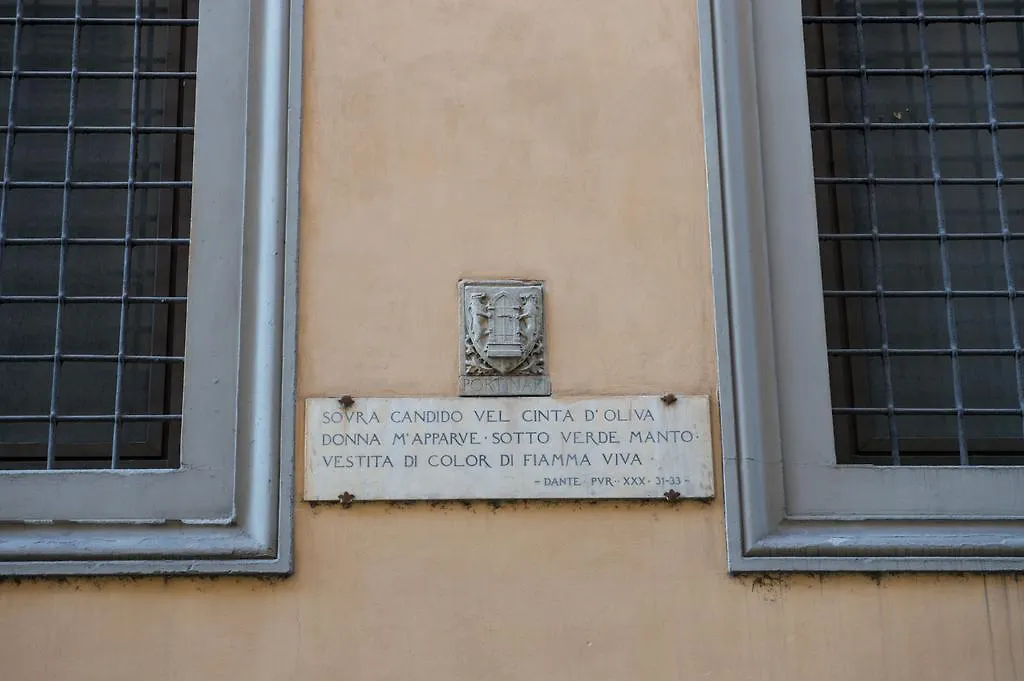 PORTINARI
SOVRA CANDIDO VEL CINTA D'OLIVA
DONNA M'APPARVE · SOTTO VERDE MANTO ·
VESTITA DI COLOR DI FIAMMA VIVA ·
– DANTE · PVR · XXX · 31-33 –